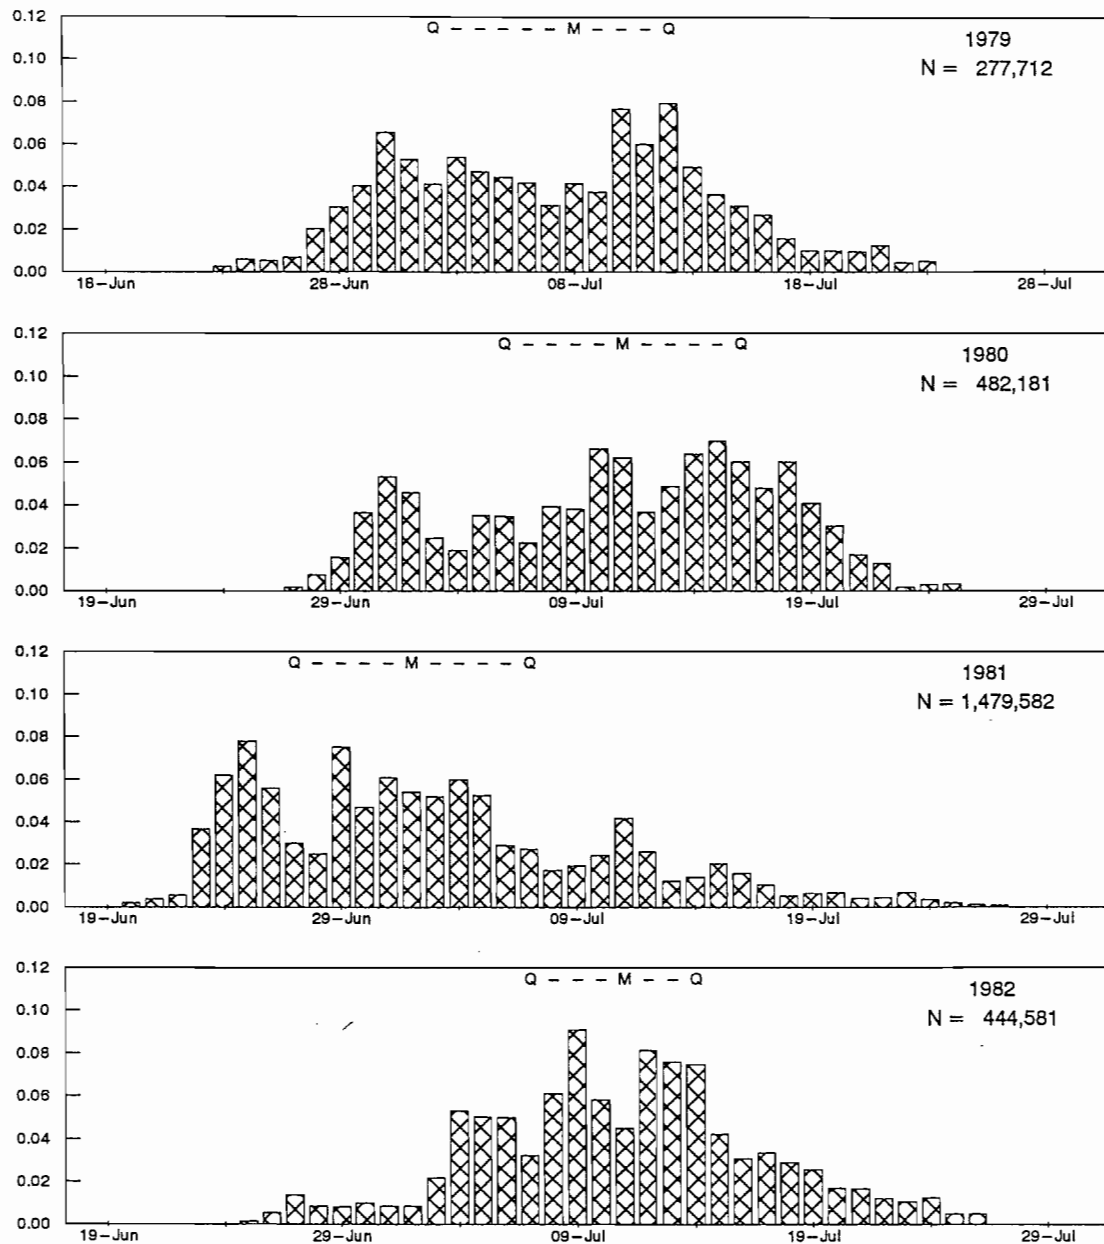 0.12
Q - - - - - M - - - Q
1979
0.10
N = 277,712
0.08
0.06
0.04
0.02
0.00
18-Jun 28-Jun 08-Jul 18-Jul 28-Jul
0.12
Q - - - - M - - - - Q
1980
0.10
N = 482,181
0.08
0.06
0.04
0.02
0.00
19-Jun 29-Jun 09-Jul 19-Jul 29-Jul
0.12
Q - - - - M - - - - Q
1981
0.10
N = 1,479,582
0.08
0.06
0.04
0.02
0.00
19-Jun 29-Jun 09-Jul 19-Jul 29-Jul
0.12
Q - - - M - - Q
1982
0.10
N = 444,581
0.08
0.06
0.04
0.02
0.00
19-Jun 29-Jun 09-Jul 19-Jul 29-Jul